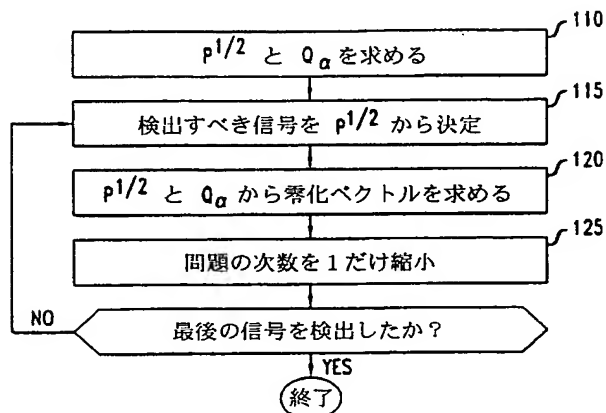 110
P^1/2 と Qα を求める
115
検出すべき信号を P^1/2 から決定
120
P^1/2 と Qα から零化ベクトルを求める
125
問題の次数を1だけ縮小
NO
最後の信号を検出したか？
YES
終了